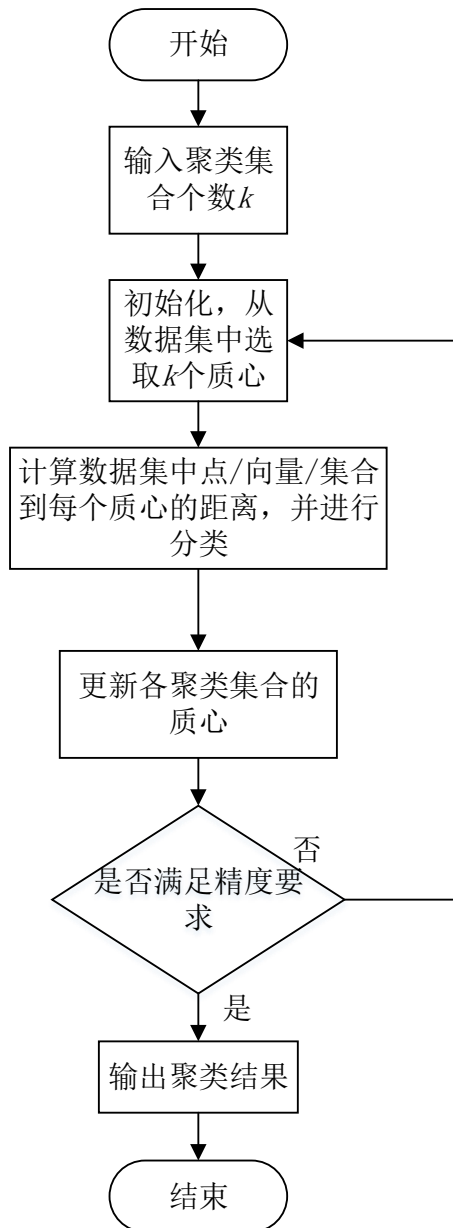 开始
输入聚类集
合个数k
初始化，从
数据集中选
取k个质心
计算数据集中点/向量/集合
到每个质心的距离，并进行
分类
更新各聚类集合的
质心
否
是否满足精度要
求
是
输出聚类结果
结束